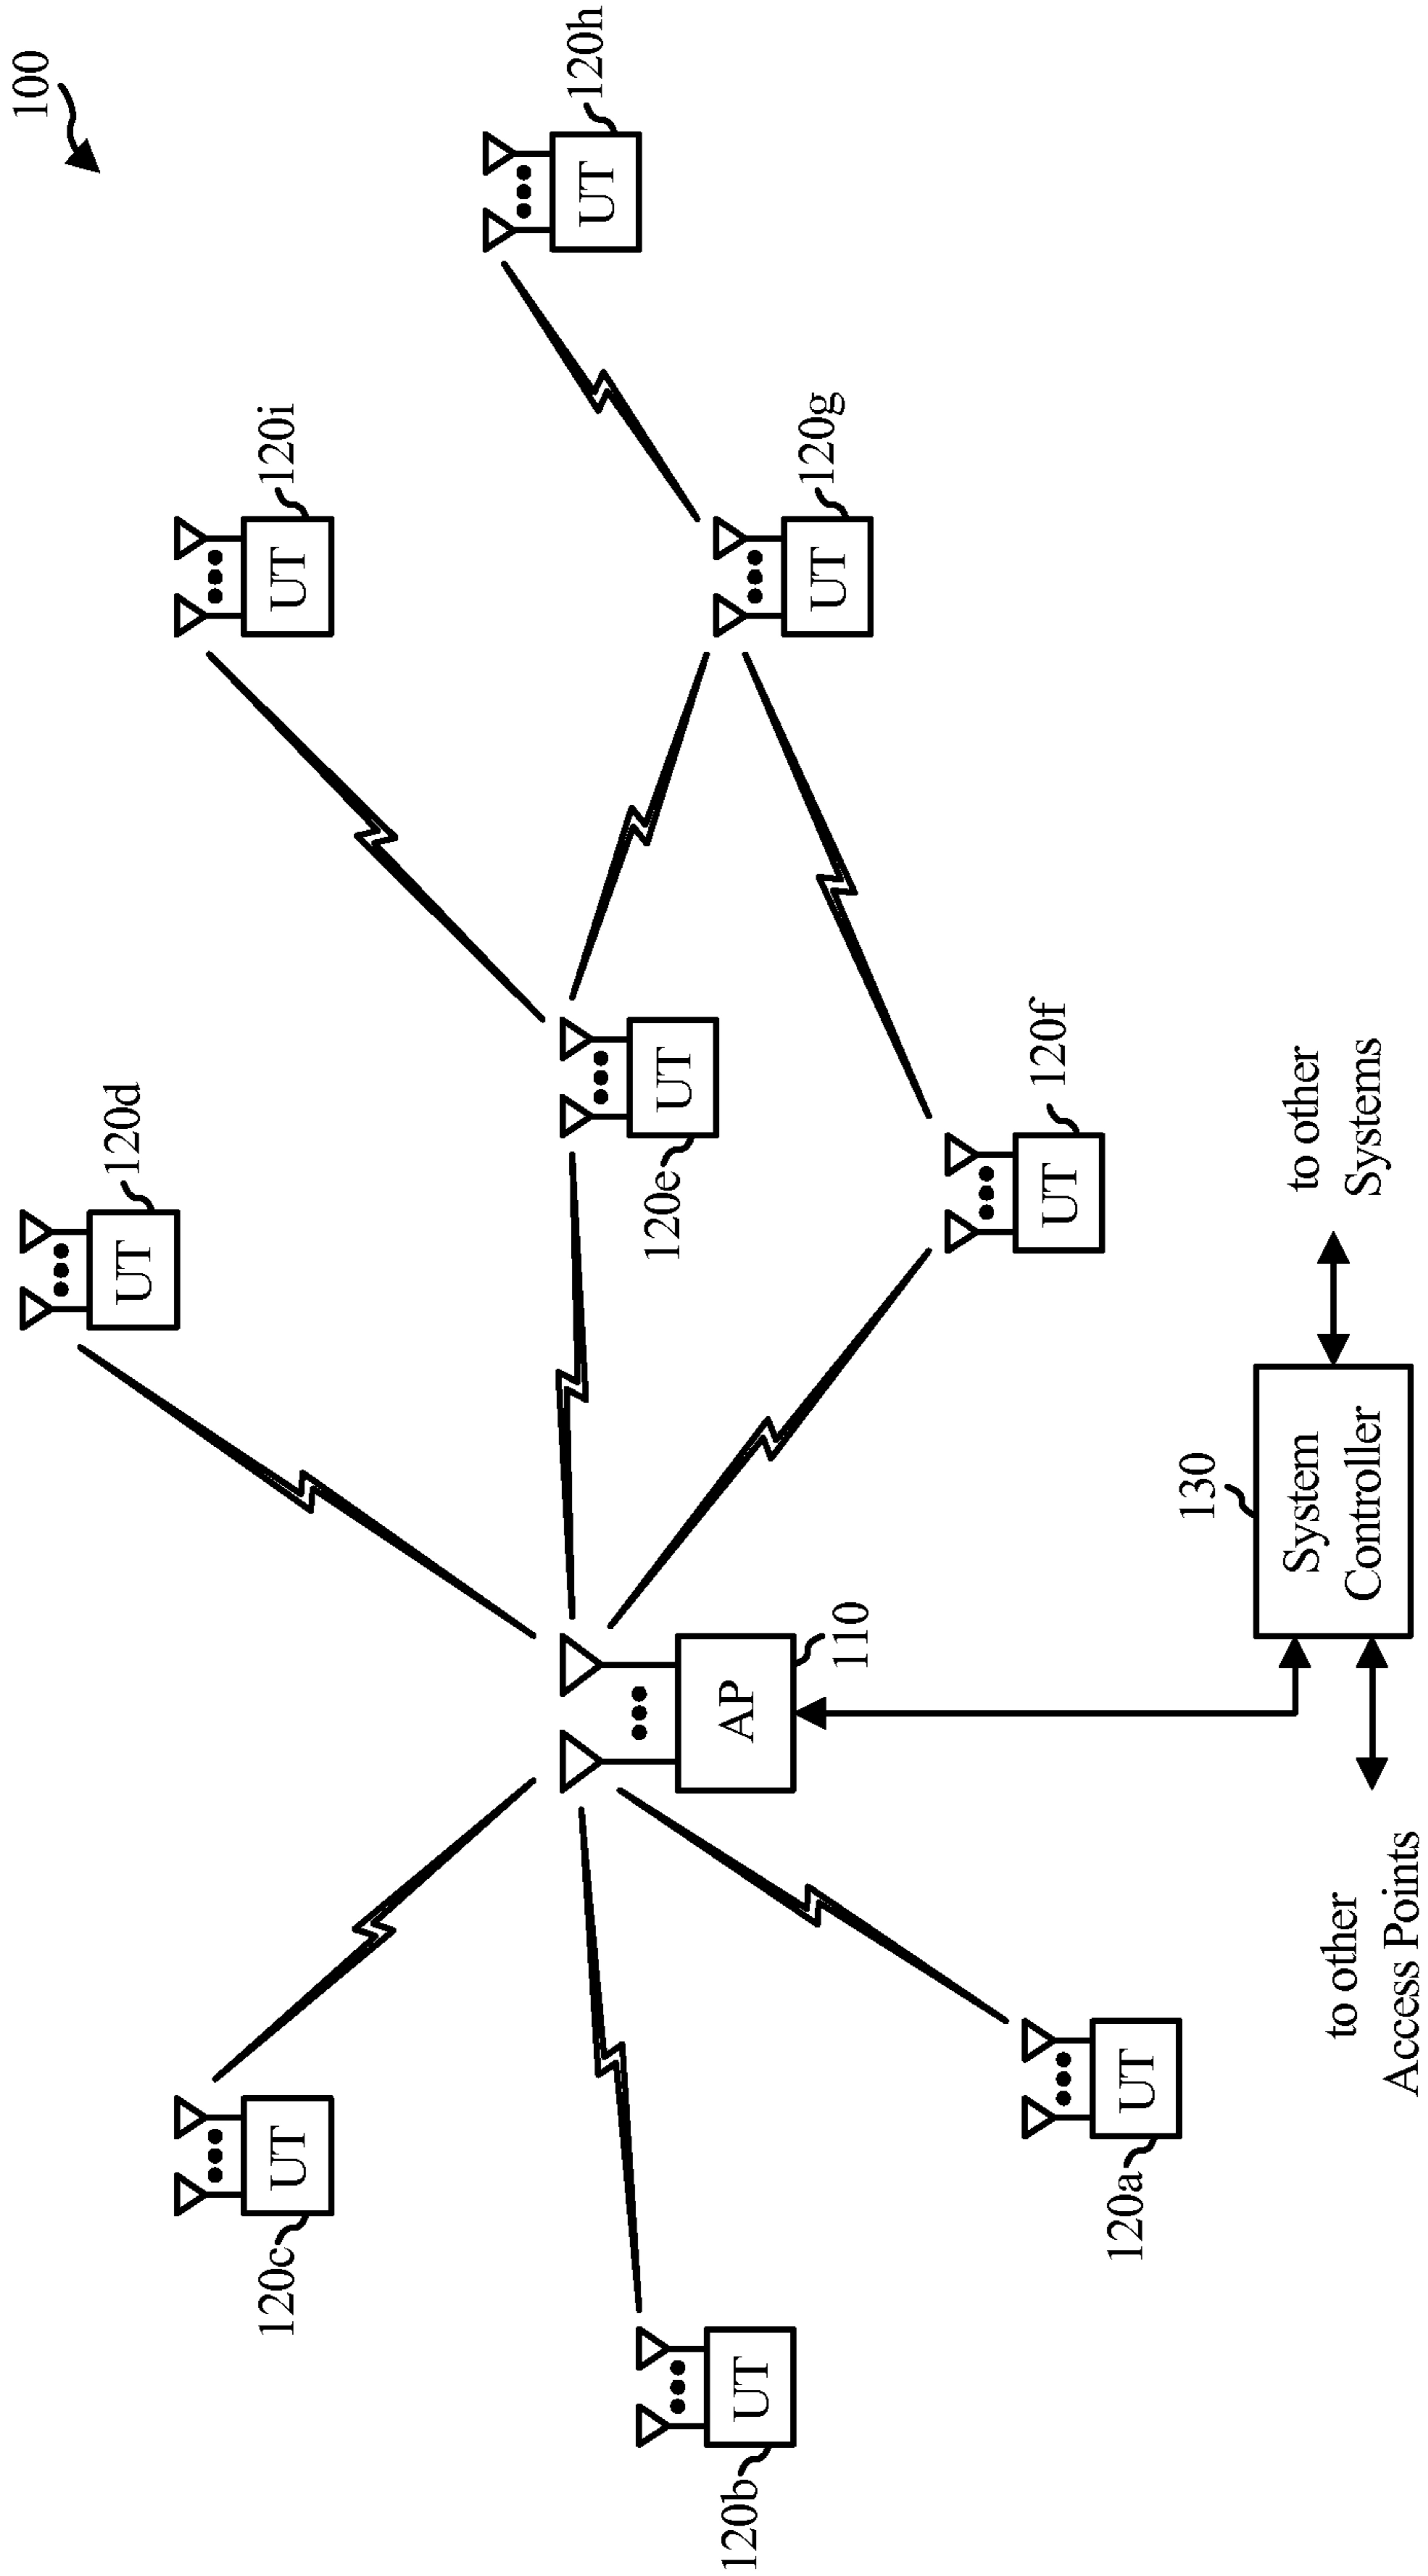 100
120d
UT
120i
UT
120c
UT
120h
UT
120e
UT
120b
UT
AP
110
120g
UT
120f
UT
120a
UT
130
System
Controller
to other
Systems
to other
Access Points